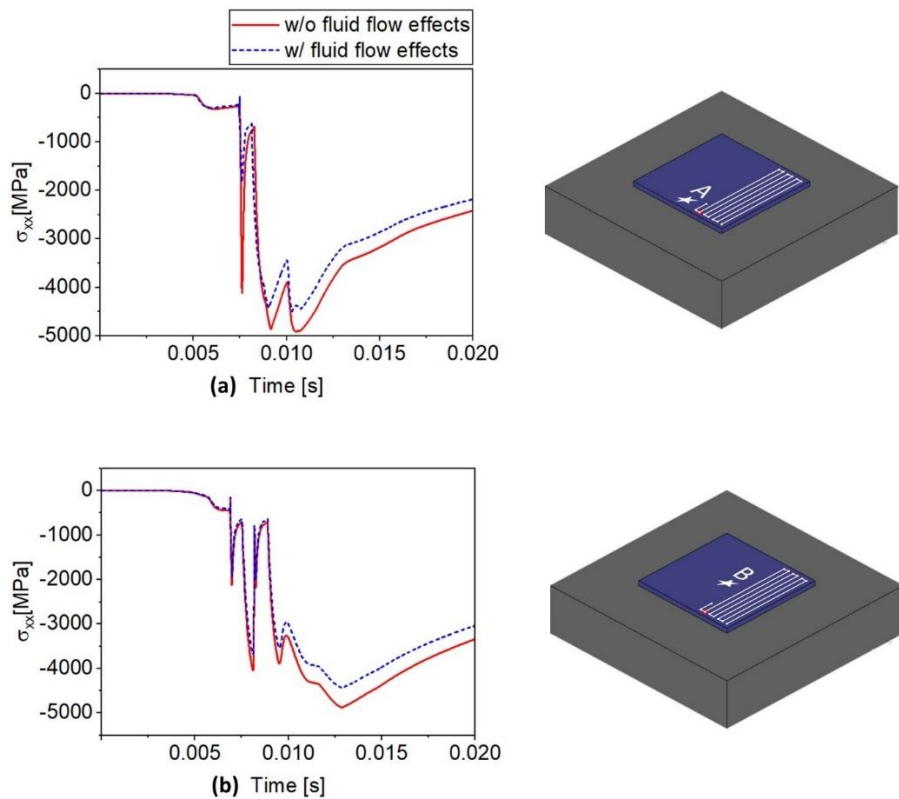 w/o fluid flow effects
w/ fluid flow effects
0
-1000
-2000
-3000
-4000
-5000
σxx[MPa]
0.005 0.010 0.015 0.020
(a) Time [s]
A
0
-1000
-2000
-3000
-4000
-5000
σxx[MPa]
0.005 0.010 0.015 0.020
(b) Time [s]
B